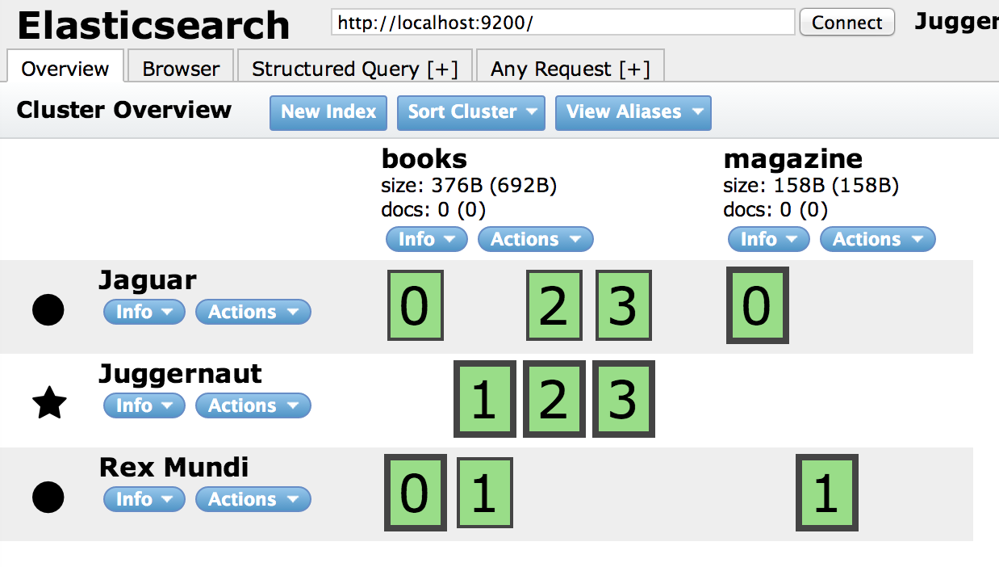 Elasticsearch http://localhost:9200/ Connect Jugger
Overview Browser Structured Query [+] Any Request [+]
Cluster Overview New Index Sort Cluster View Aliases
books magazine
size: 376B (692B) size: 158B (158B)
docs: 0 (0) docs: 0 (0)
Info Actions Info Actions
Jaguar
Info Actions 0 2 3 0
Juggernaut
Info Actions 1 2 3
Rex Mundi
Info Actions 0 1 1